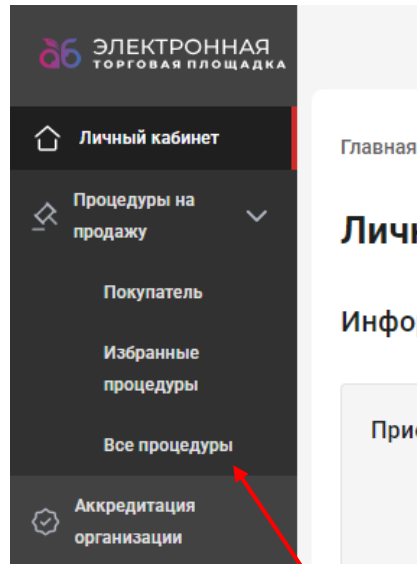 аб ЭЛЕКТРОННАЯ
ТОРГОВАЯ ПЛОЩАДКА
Личный кабинет
Главная
Процедуры на
продажу
Личн
Покупатель
Инфо
Избранные
процедуры
При
Все процедуры
Аккредитация
организации